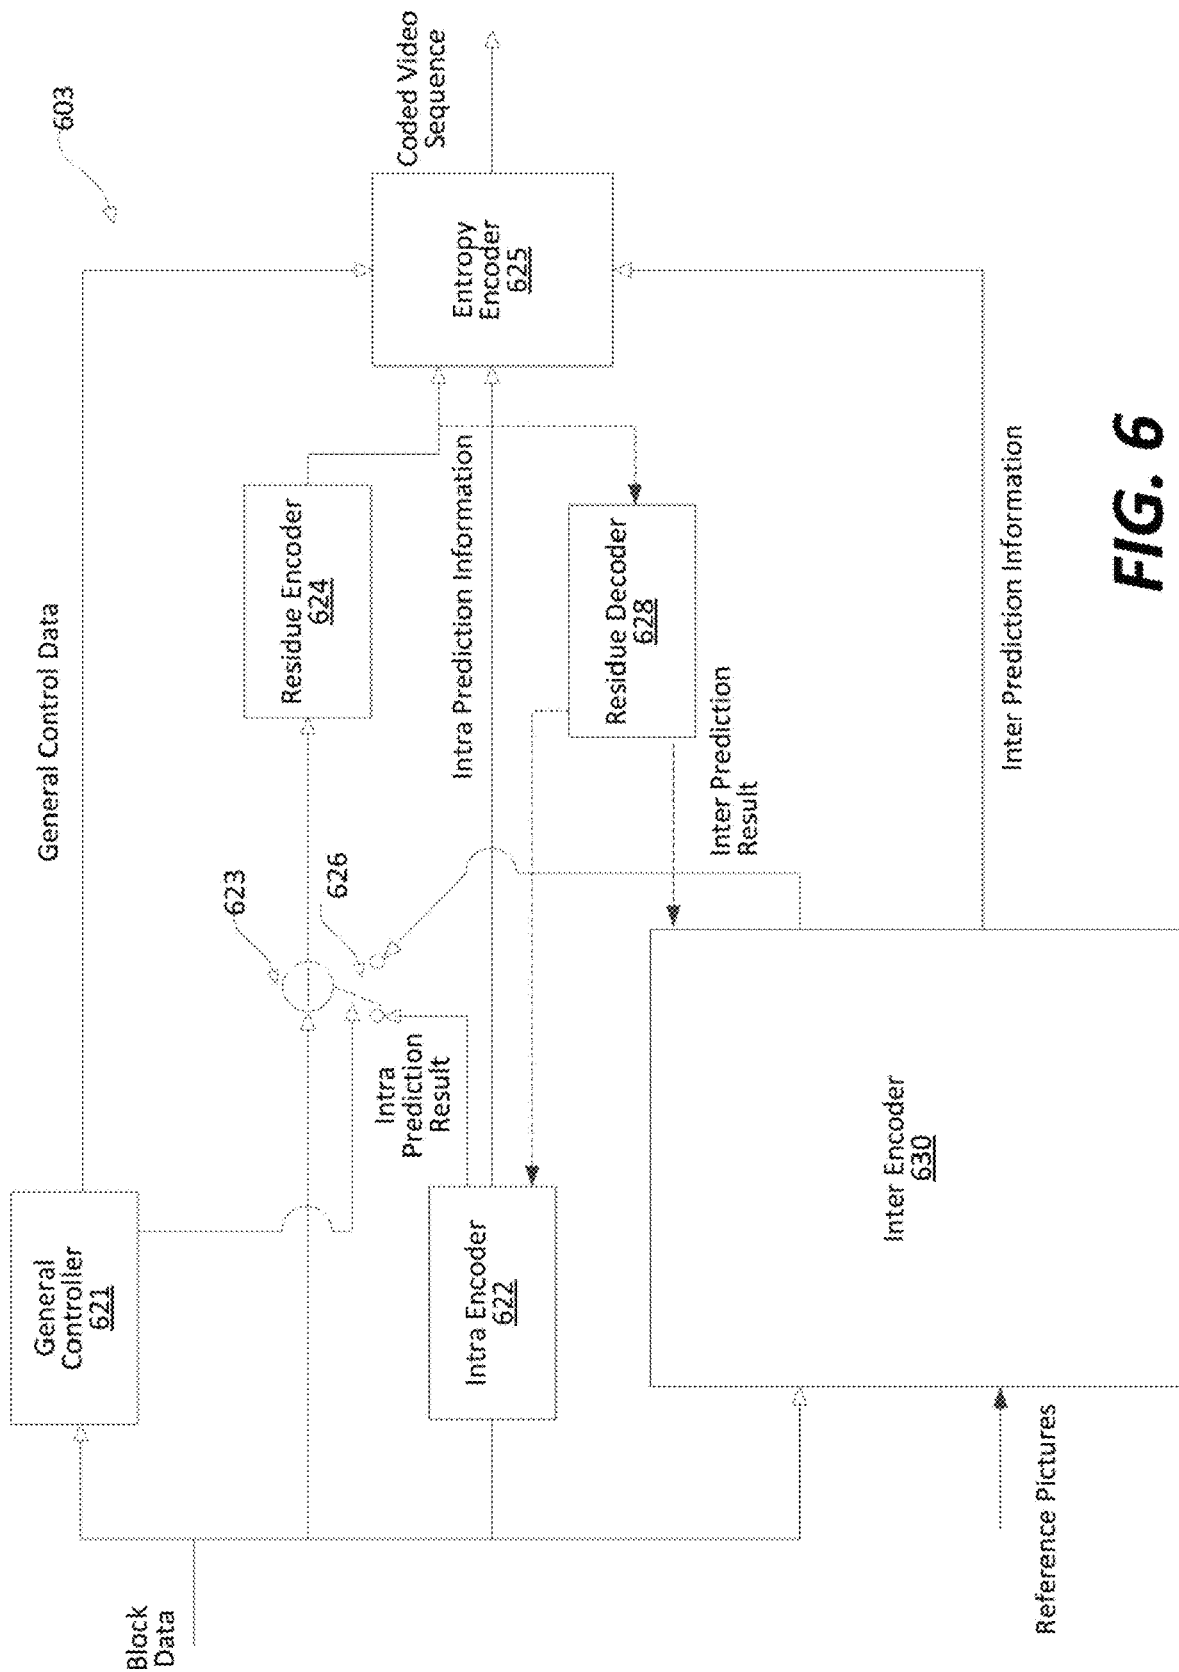 603
Block
Data
General
Controller
621
General Control Data
623
626
Residue Encoder
624
Coded Video
Sequence
Entropy
Encoder
625
Intra
Prediction
Result
Intra Encoder
622
Intra Prediction Information
Residue Decoder
628
Inter Prediction
Result
Inter Encoder
630
Reference Pictures
Inter Prediction Information
FIG. 6